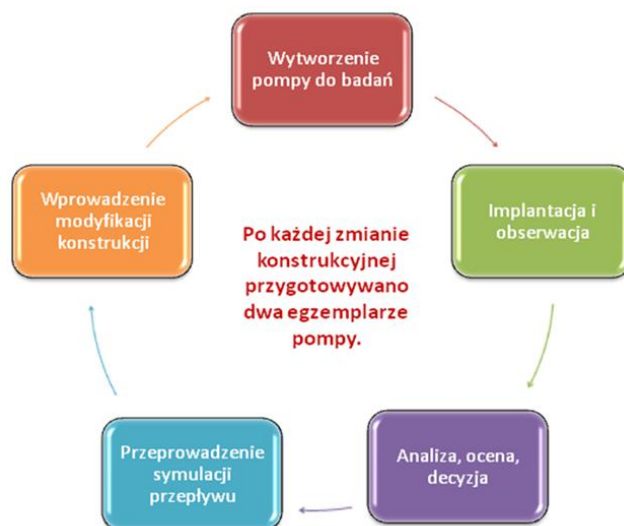 Wytworzenie
pompy do badań
Implantacja i
obserwacja
Analiza, ocena,
decyzja
Przeprowadzenie
symulacji
przepływu
Wprowadzenie
modyfikacji
konstrukcji
Po każdej zmianie
konstrukcyjnej
przygotowywano
dwa egzemplarze
pompy.